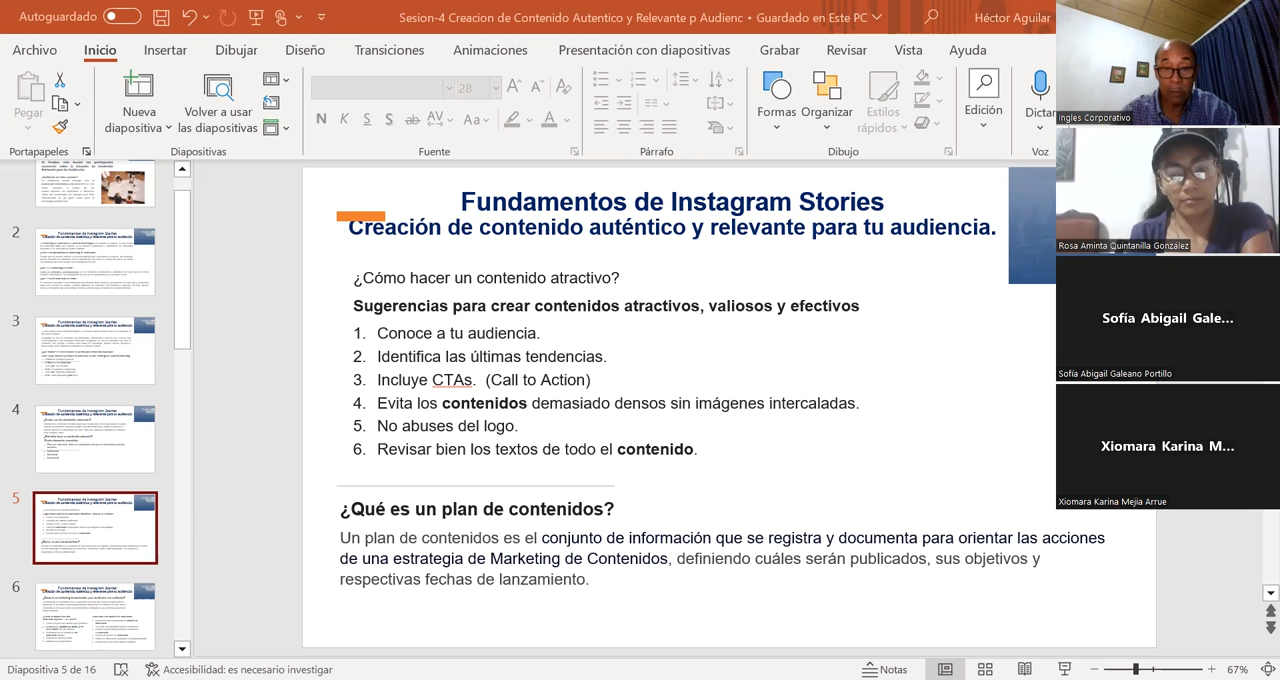 Autoguardado
Sesion-4 Creacion de Contenido Autentico y Relevante p Audienc • Guardado en Este PC
Héctor Aguilar
Archivo Inicio Insertar Dibujar Diseño Transiciones Animaciones Presentación con diapositivas Grabar Revisar Vista Ayuda
Pegar
Nueva diapositiva
Volver a usar las diapositivas
28
N K S S ab AV Aa A
Formas Organizar Estilos rápidos
Edición
Dictar
Portapapeles Diapositivas Fuente Párrafo Dibujo Voz
Ingles Corporativo
Rosa Aminta Quintanilla González
Sofía Abigail Gale...
Sofía Abigail Galeano Portillo
Xiomara Karina M...
Xiomara Karina Mejia Arrue
2
3
4
5
6
Fundamentos de Instagram Stories
Creación de contenido auténtico y relevante para tu audiencia.
¿Cómo hacer un contenido atractivo?
Sugerencias para crear contenidos atractivos, valiosos y efectivos
1. Conoce a tu audiencia
2. Identifica las últimas tendencias.
3. Incluye CTAs. (Call to Action)
4. Evita los contenidos demasiado densos sin imágenes intercaladas.
5. No abuses del logo.
6. Revisar bien los textos de todo el contenido.
¿Qué es un plan de contenidos?
Un plan de contenidos es el conjunto de información que se registra y documenta para orientar las acciones
de una estrategia de Marketing de Contenidos, definiendo cuáles serán publicados, sus objetivos y
respectivas fechas de lanzamiento.
Diapositiva 5 de 16
Accesibilidad: es necesario investigar
Notas
67%